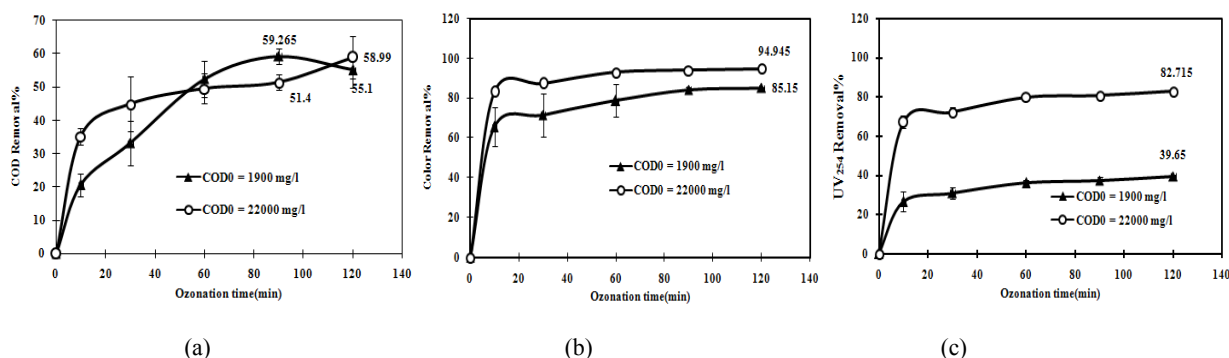 COD Removal%
70
60
50
40
30
20
10
0
59.265
58.99
51.4
55.1
COD0 = 1900 mg/l
COD0 = 22000 mg/l
0 20 40 60 80 100 120 140
Ozonation time(min)
(a)
Color Removal%
120
100
80
60
40
20
0
94.945
85.15
COD0 = 1900 mg/l
COD0 = 22000 mg/l
0 20 40 60 80 100 120 140
Ozonation time(min)
(b)
UV254 Removal%
120
100
80
60
40
20
0
82.715
39.65
COD0 = 1900 mg/l
COD0 = 22000 mg/l
0 20 40 60 80 100 120 140
Ozonation time(min)
(c)